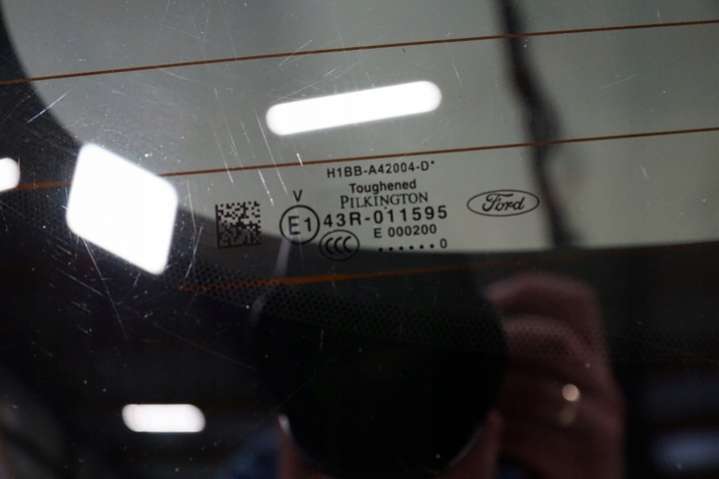 H1BB-A42004-D*
Toughened
PILKINGTON
V
E1 43R-011595
E 000200
CCC
......0
Ford